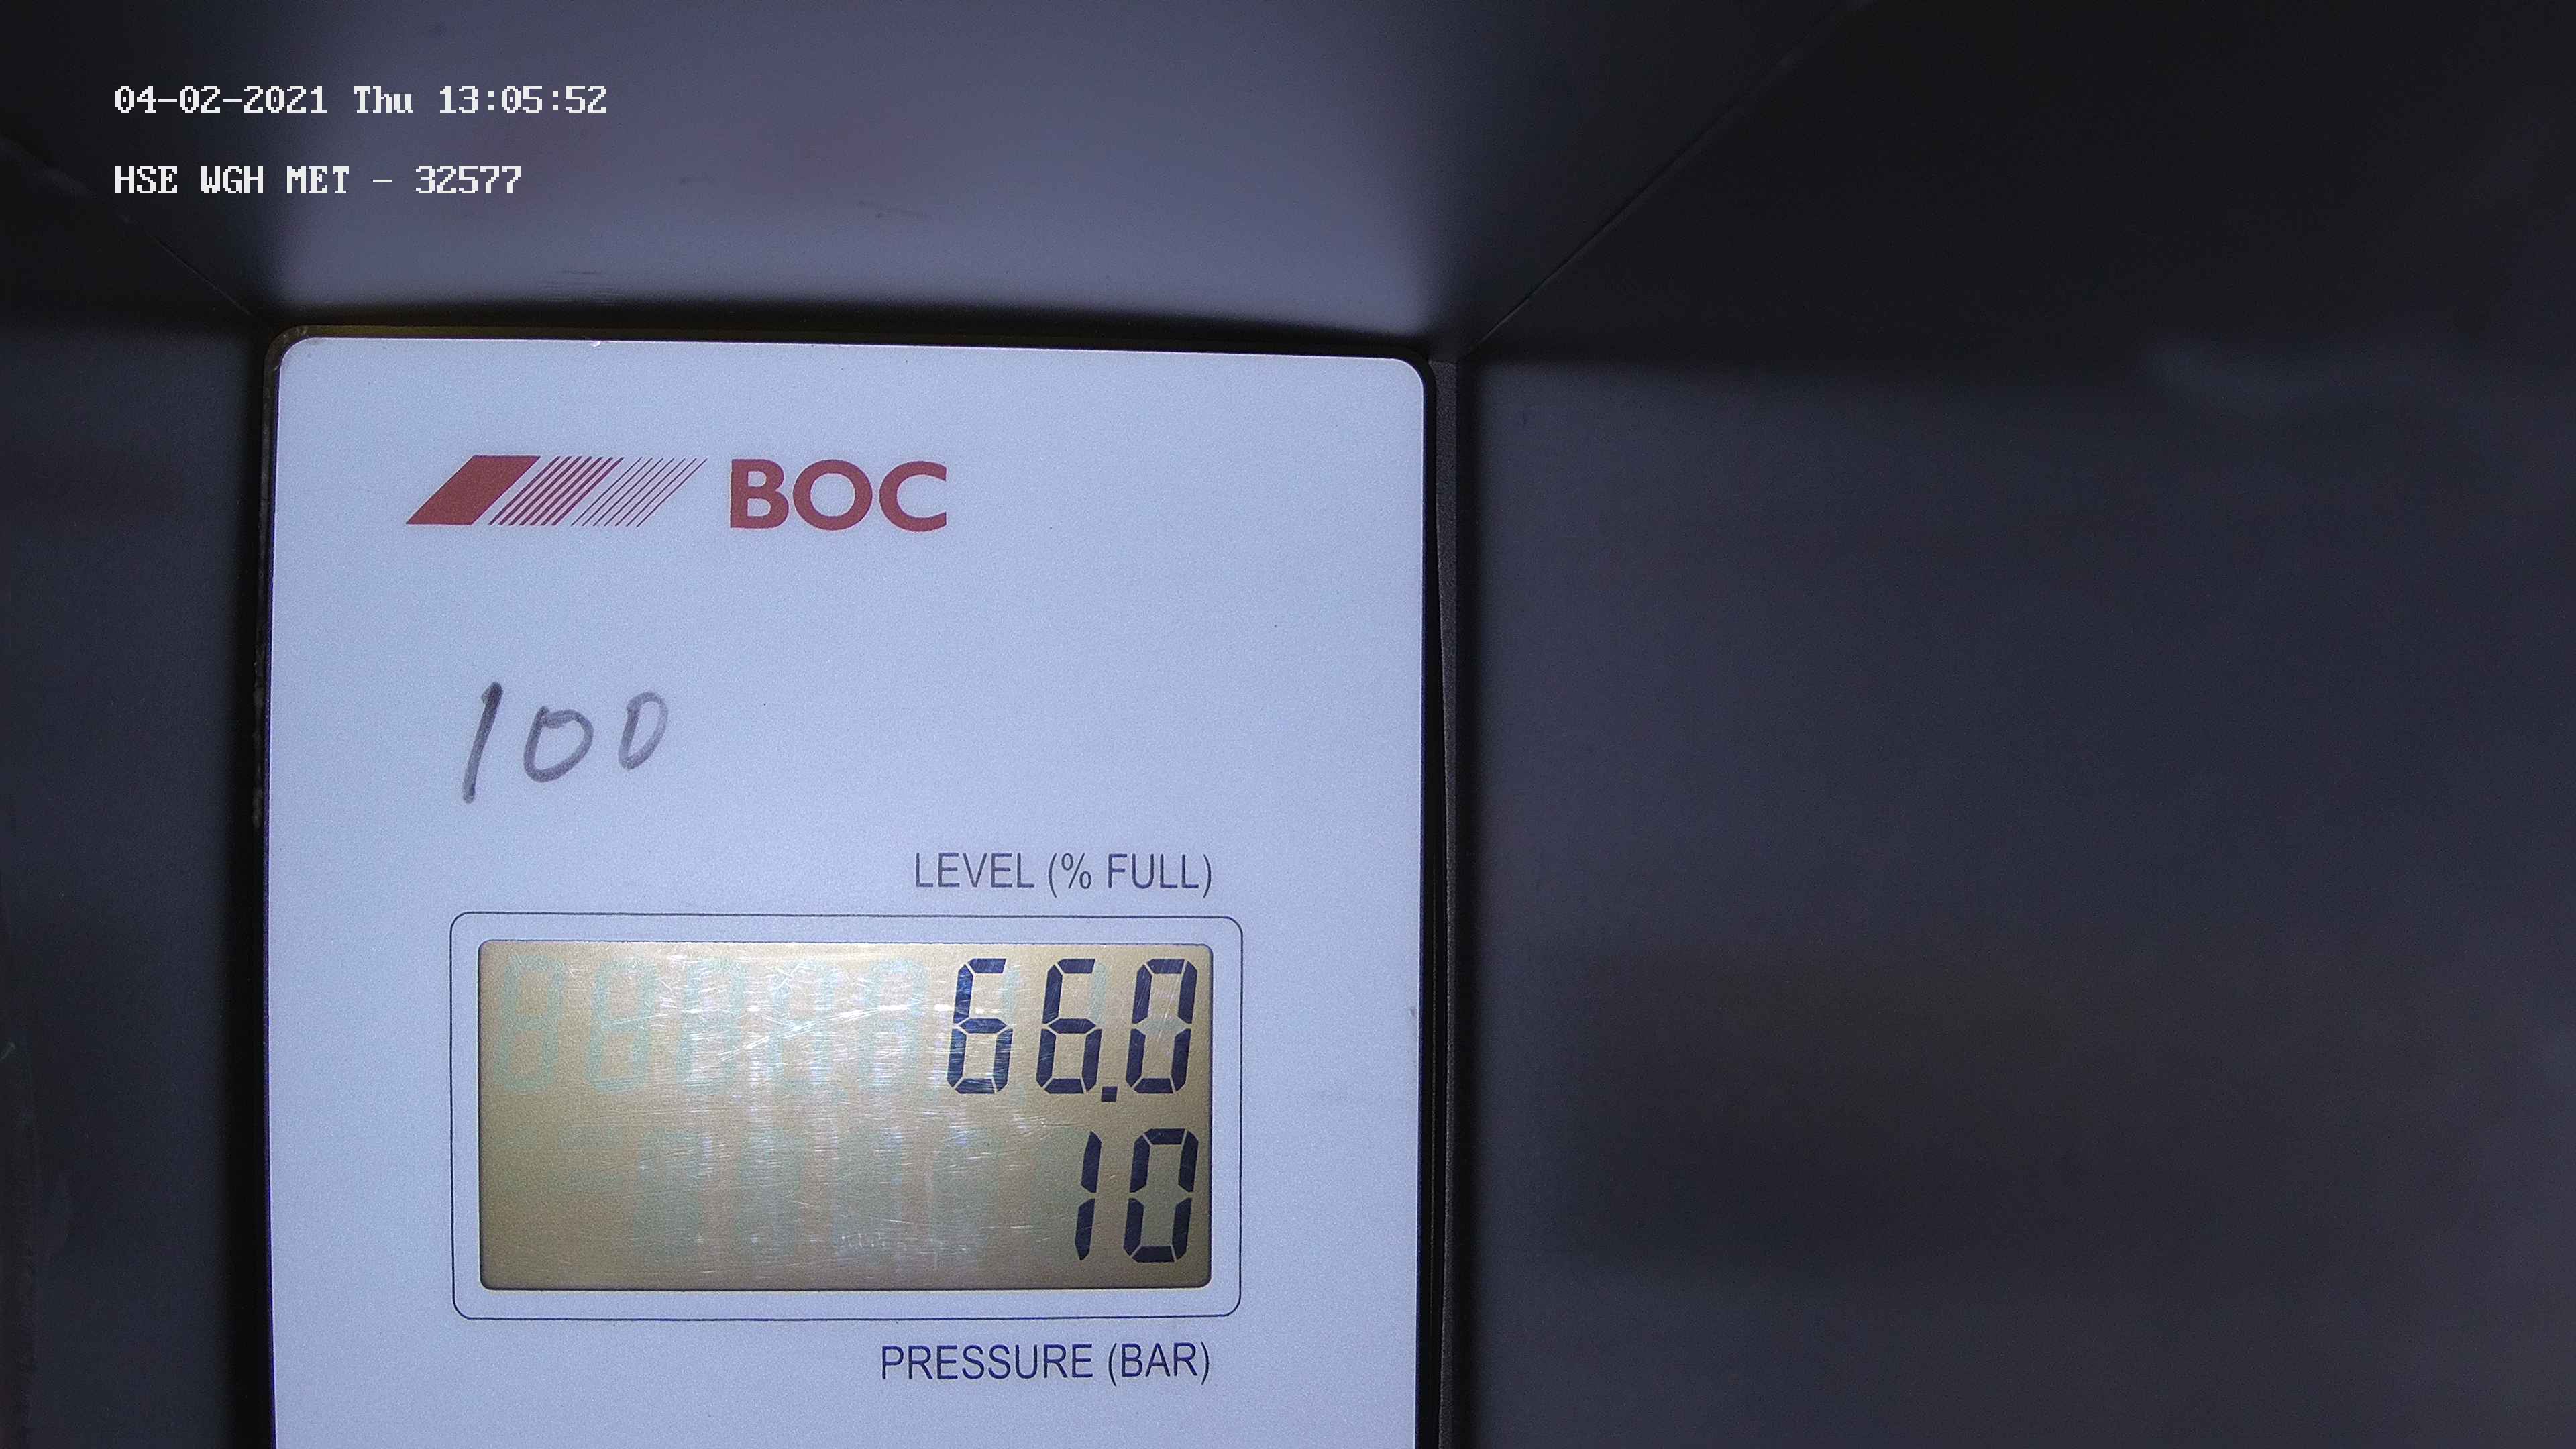 04-02-2021 Thu 13:05:52
HSE WGH MET - 32577
BOC
100
LEVEL (% FULL)
66.0
10
PRESSURE (BAR)